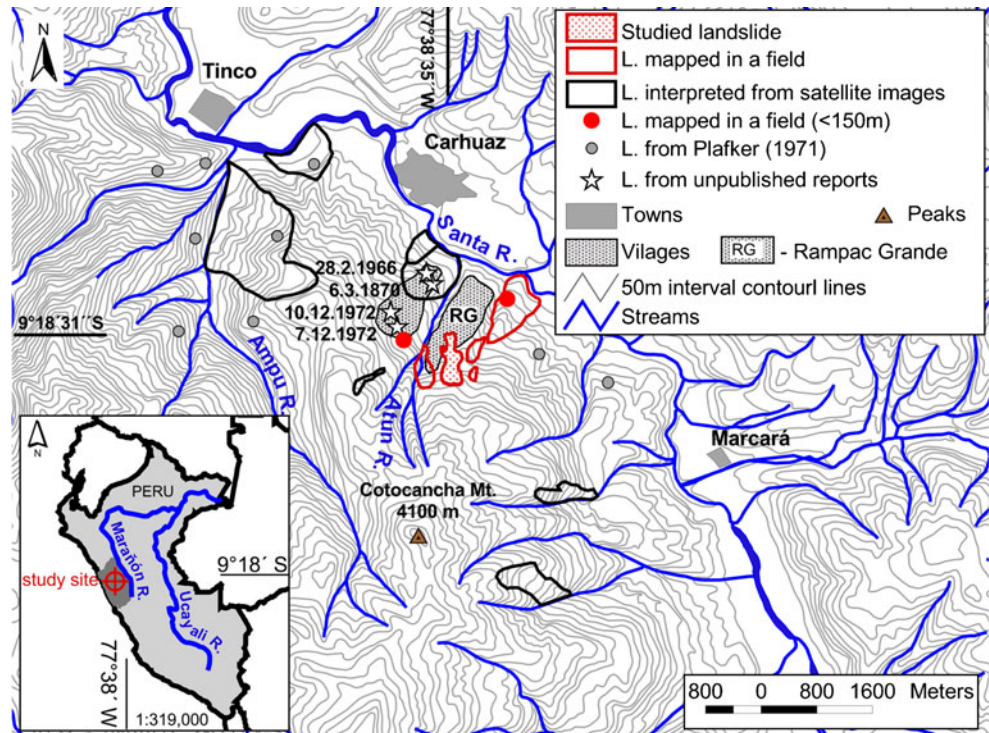 N
Tinco
77°38´35´´W
Carhuaz
Santa R.
28.2.1966
6.3.1870
10.12.1972
7.12.1972
RG
9°18´31´´S
Ampu R.
Atun R.
Marcará
Cotocancha Mt.
4100 m
Studied landslide
L. mapped in a field
L. interpreted from satellite images
L. mapped in a field (<150m)
L. from Plafker (1971)
L. from unpublished reports
Towns
Peaks
Vilages
RG - Rampac Grande
50m interval contourl lines
Streams
N
PERU
Marañón R.
Ucayali R.
study site
9°18´ S
77°38´ W
1:319,000
800 0 800 1600 Meters